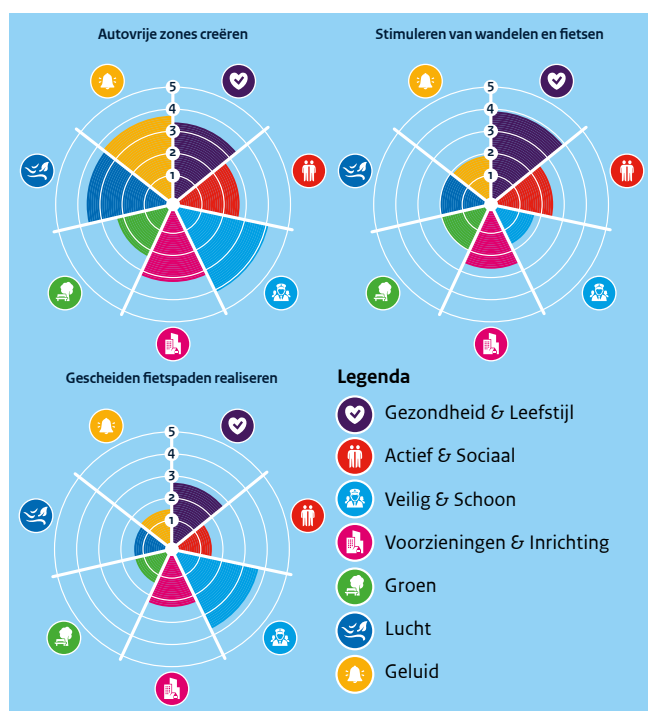 Autovrije zones creëren
5
4
3
2
1
Stimuleren van wandelen en fietsen
5
4
3
2
1
Gescheiden fietspaden realiseren
5
4
3
2
1
Legenda
Gezondheid & Leefstijl
Actief & Sociaal
Veilig & Schoon
Voorzieningen & Inrichting
Groen
Lucht
Geluid